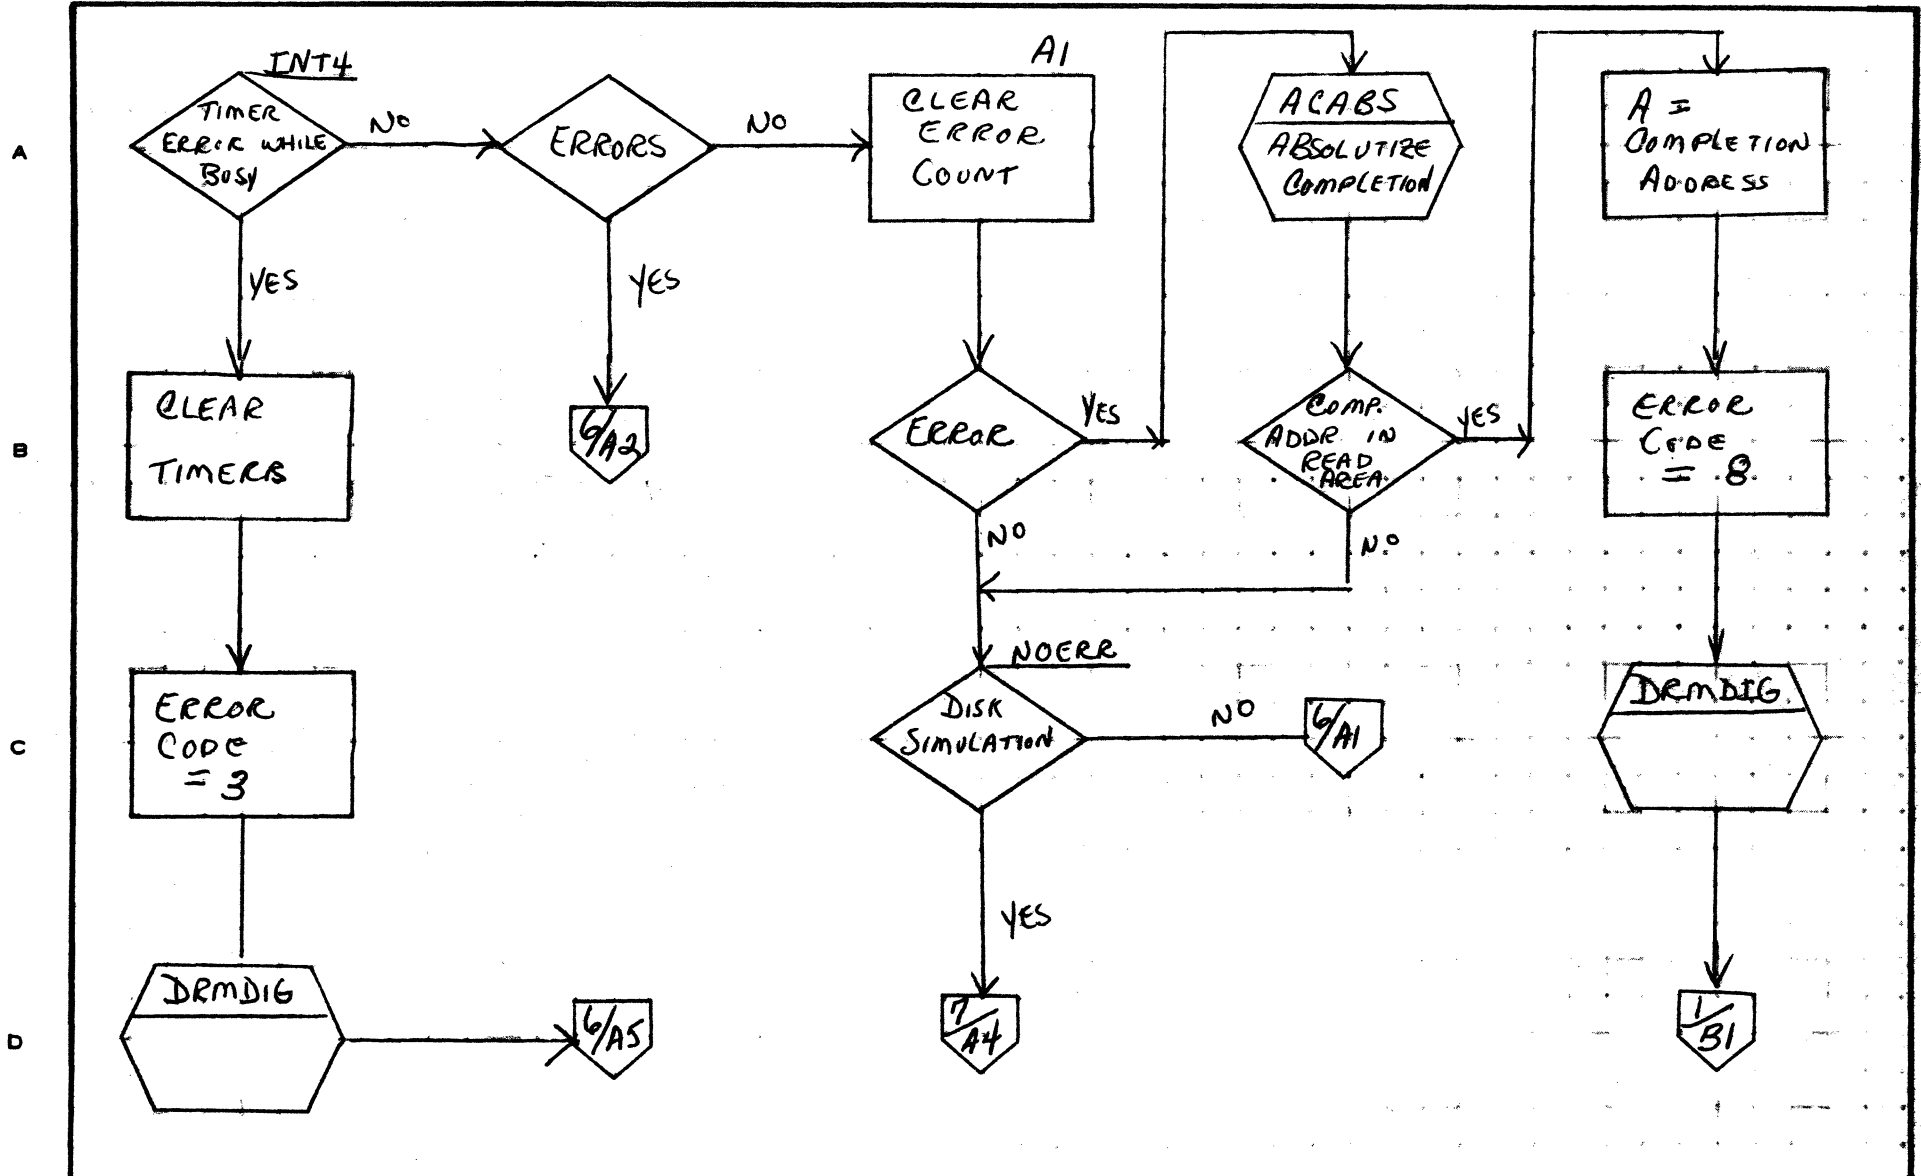 INT4
TIMER
ERROR WHILE
BUSY
NO
YES
ERRORS
NO
YES
A1
CLEAR
ERROR
COUNT
ACABS
ABSOLUTIZE
COMPLETION
A =
COMPLETION
ADDRESS
A
CLEAR
TIMERB
6/A2
ERROR
YES
NO
COMP.
ADDR IN
READ
AREA
YES
NO
ERROR
CODE
= 8
B
ERROR
CODE
= 3
NOERR
DISK
SIMULATION
NO
6/A1
YES
DRMDIG
C
DRMDIG
6/A5
7/A4
1/B1
D